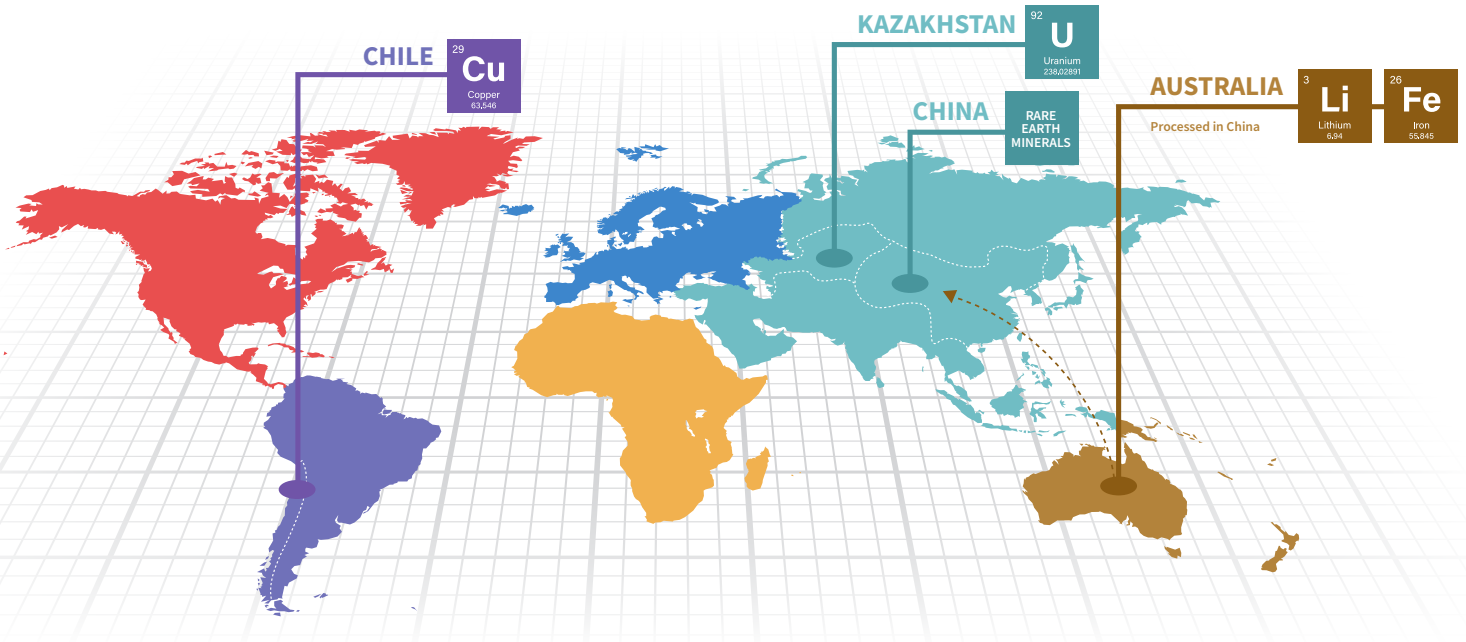 CHILE
29
Cu
Copper
63,546
KAZAKHSTAN
92
U
Uranium
238,02891
CHINA
RARE
EARTH
MINERALS
AUSTRALIA
Processed in China
3
Li
Lithium
6,94
26
Fe
Iron
55,845